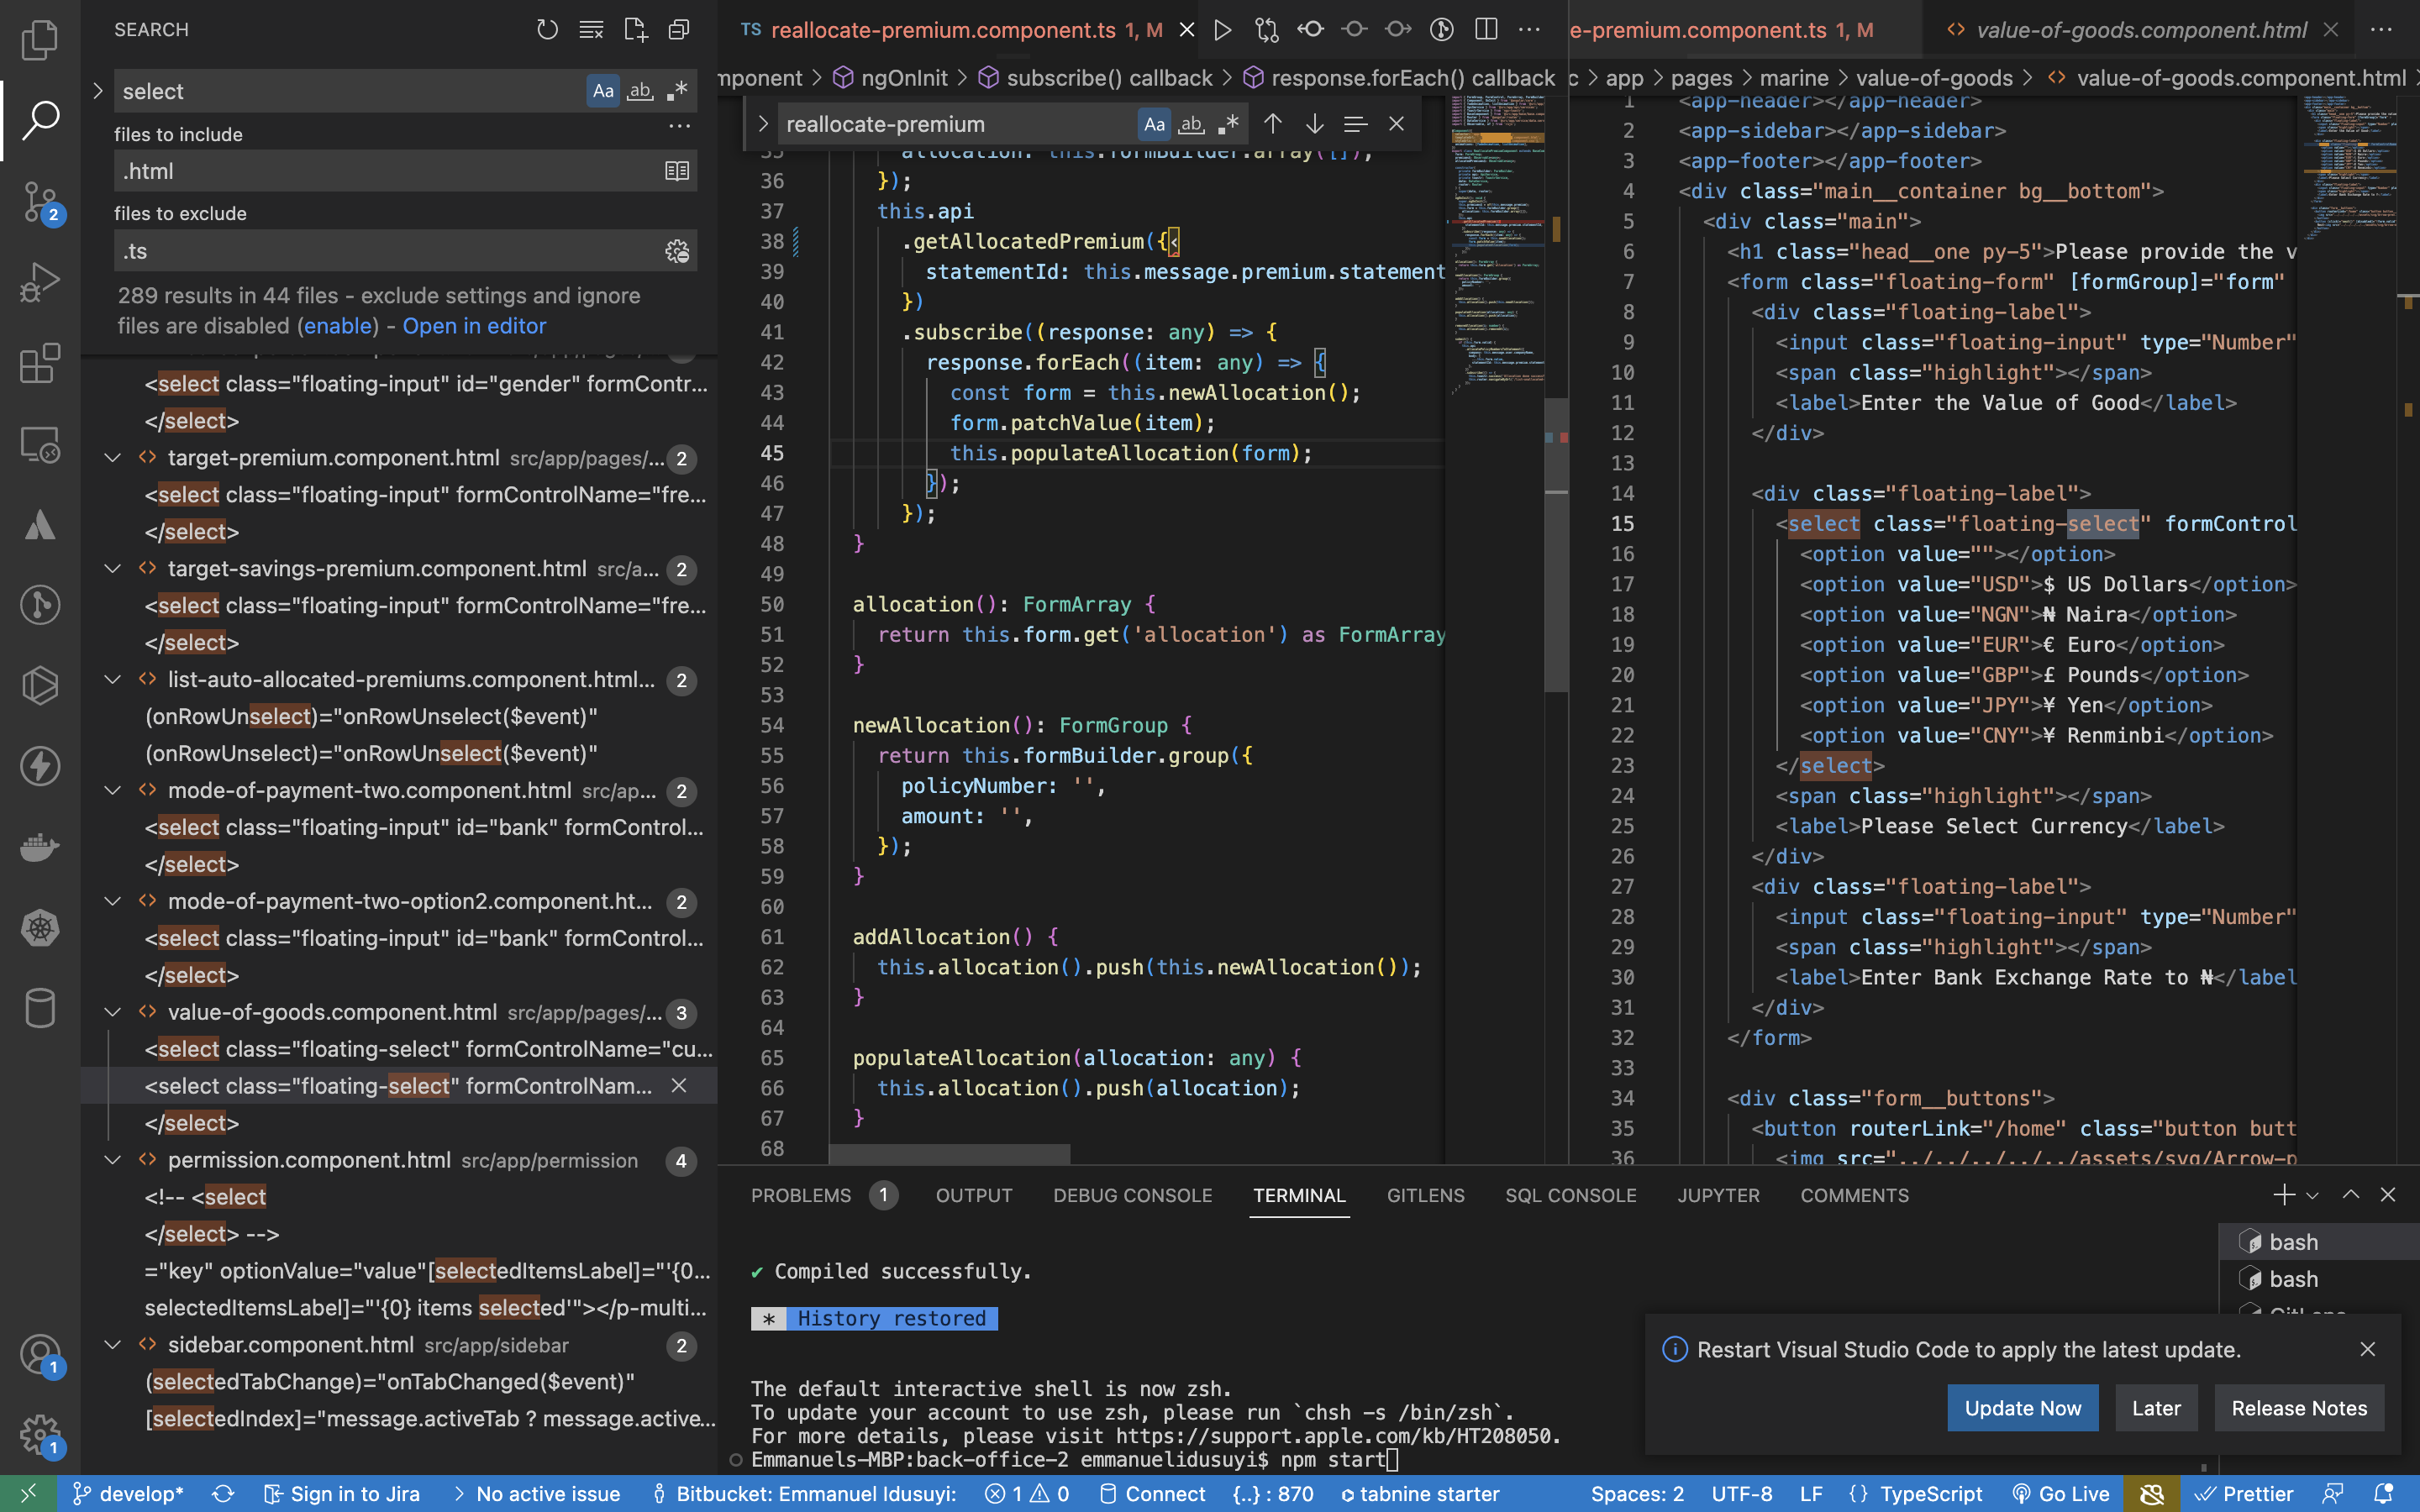 SEARCH
select
Aa ab .*
files to include
.html
files to exclude
.ts
289 results in 44 files - exclude settings and ignore
files are disabled (enable) - Open in editor
<select class="floating-input" id="gender" formContr...
</select>
target-premium.component.html src/app/pages/... 2
<select class="floating-input" formControlName="fre...
</select>
target-savings-premium.component.html src/a... 2
<select class="floating-input" formControlName="fre...
</select>
list-auto-allocated-premiums.component.html... 2
(onRowUnselect)="onRowUnselect($event)"
(onRowUnselect)="onRowUnselect($event)"
mode-of-payment-two.component.html src/ap... 2
<select class="floating-input" id="bank" formControl...
</select>
mode-of-payment-two-option2.component.ht... 2
<select class="floating-input" id="bank" formControl...
</select>
value-of-goods.component.html src/app/pages/... 3
<select class="floating-select" formControlName="cu...
<select class="floating-select" formControlNam...
</select>
permission.component.html src/app/permission 4
<!-- <select
</select> -->
="key" optionValue="value"[selectedItemsLabel]="'{0...
selectedItemsLabel]="'{0} items selected'"></p-multi...
sidebar.component.html src/app/sidebar 2
(selectedTabChange)="onTabChanged($event)"
[selectedIndex]="message.activeTab ? message.active...
2
1
1
TS reallocate-premium.component.ts 1, M
mponent > ngOnInit > subscribe() callback > response.forEach() callback
reallocate-premium
Aa ab .*
35 allocation: this.formBuilder.array([]),
36 });
37 this.api
38 .getAllocatedPremium({
39 statementId: this.message.premium.statement
40 })
41 .subscribe((response: any) => {
42 response.forEach((item: any) => {
43 const form = this.newAllocation();
44 form.patchValue(item);
45 this.populateAllocation(form);
46 });
47 });
48 }
49
50 allocation(): FormArray {
51 return this.form.get('allocation') as FormArray
52 }
53
54 newAllocation(): FormGroup {
55 return this.formBuilder.group({
56 policyNumber: '',
57 amount: '',
58 });
59 }
60
61 addAllocation() {
62 this.allocation().push(this.newAllocation());
63 }
64
65 populateAllocation(allocation: any) {
66 this.allocation().push(allocation);
67 }
68
e-premium.component.ts 1, M
value-of-goods.component.html
c > app > pages > marine > value-of-goods > value-of-goods.component.html >
1 <app-header></app-header>
2 <app-sidebar></app-sidebar>
3 <app-footer></app-footer>
4 <div class="main__container bg__bottom">
5 <div class="main">
6 <h1 class="head__one py-5">Please provide the v
7 <form class="floating-form" [formGroup]="form"
8 <div class="floating-label">
9 <input class="floating-input" type="Number"
10 <span class="highlight"></span>
11 <label>Enter the Value of Good</label>
12 </div>
13
14 <div class="floating-label">
15 <select class="floating-select" formControl
16 <option value=""></option>
17 <option value="USD">$ US Dollars</option>
18 <option value="NGN">₦ Naira</option>
19 <option value="EUR">€ Euro</option>
20 <option value="GBP">£ Pounds</option>
21 <option value="JPY">¥ Yen</option>
22 <option value="CNY">¥ Renminbi</option>
23 </select>
24 <span class="highlight"></span>
25 <label>Please Select Currency</label>
26 </div>
27 <div class="floating-label">
28 <input class="floating-input" type="Number"
29 <span class="highlight"></span>
30 <label>Enter Bank Exchange Rate to ₦</label
31 </div>
32 </form>
33
34 <div class="form__buttons">
35 <button routerLink="/home" class="button butt
36 <img src="../../../../../assets/svg/Arrow-p
PROBLEMS 1 OUTPUT DEBUG CONSOLE TERMINAL GITLENS SQL CONSOLE JUPYTER COMMENTS
✔ Compiled successfully.
* History restored
The default interactive shell is now zsh.
To update your account to use zsh, please run `chsh -s /bin/zsh`.
For more details, please visit https://support.apple.com/kb/HT208050.
Emmanuels-MBP:back-office-2 emmanuelidusuyi$ npm start
bash
bash
GitLens
Restart Visual Studio Code to apply the latest update.
Update Now Later Release Notes
develop* Sign in to Jira > No active issue Bitbucket: Emmanuel Idusuyi: 1 0 Connect {..} : 870 tabnine starter Spaces: 2 UTF-8 LF {} TypeScript Go Live Prettier